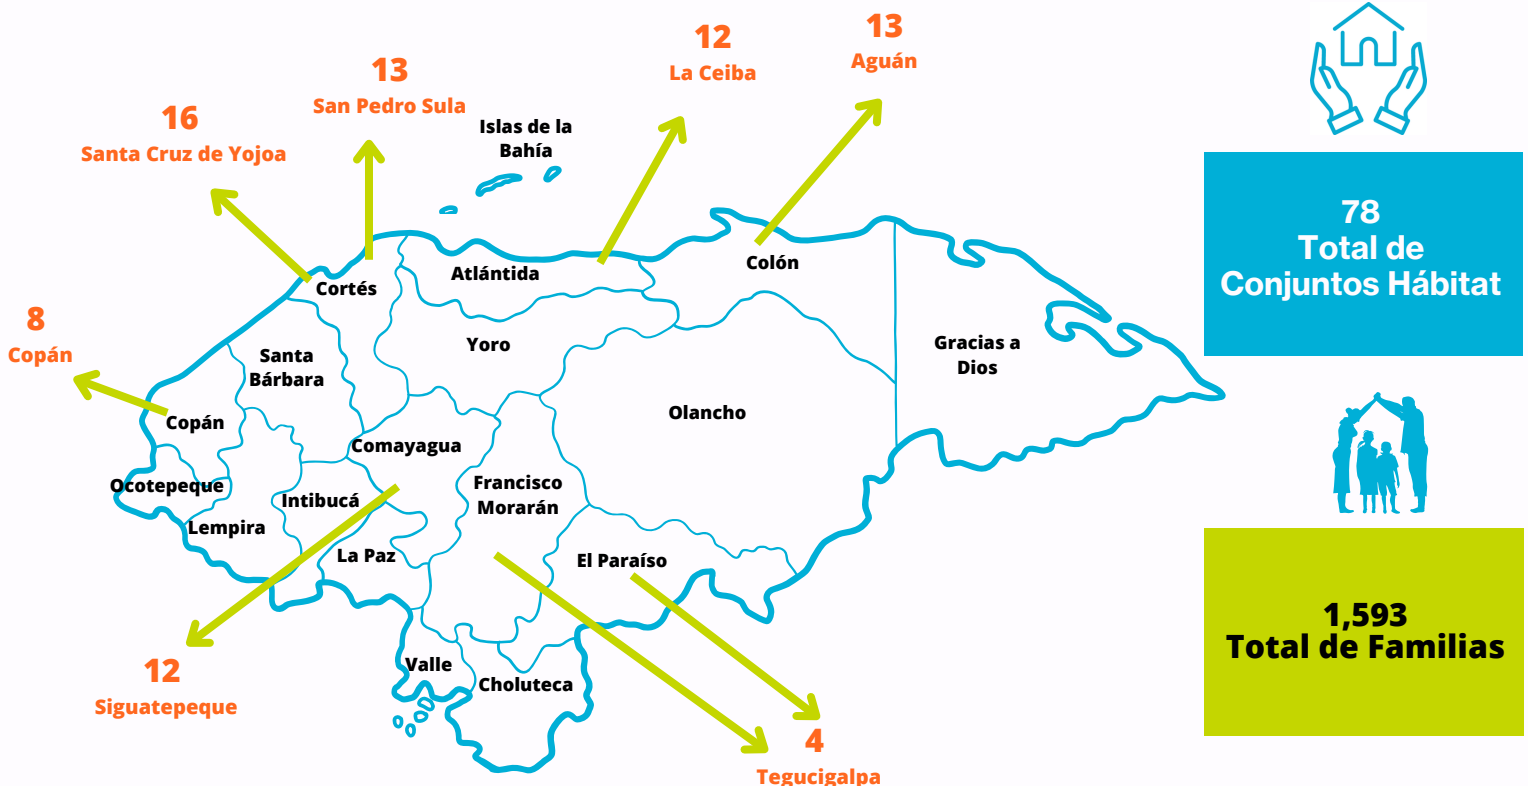 12
La Ceiba
13
Aguán
13
San Pedro Sula
16
Santa Cruz de Yojoa
Islas de la
Bahía
8
Copán
Cortés
Atlántida
Colón
Yoro
Santa
Bárbara
Gracias a
Dios
Olancho
Copán
Comayagua
Ocotepeque
Intibucá
Francisco
Morarán
Lempira
La Paz
El Paraíso
Valle
Choluteca
12
Siguatepeque
4
Tegucigalpa
78
Total de
Conjuntos Hábitat
1,593
Total de Familias